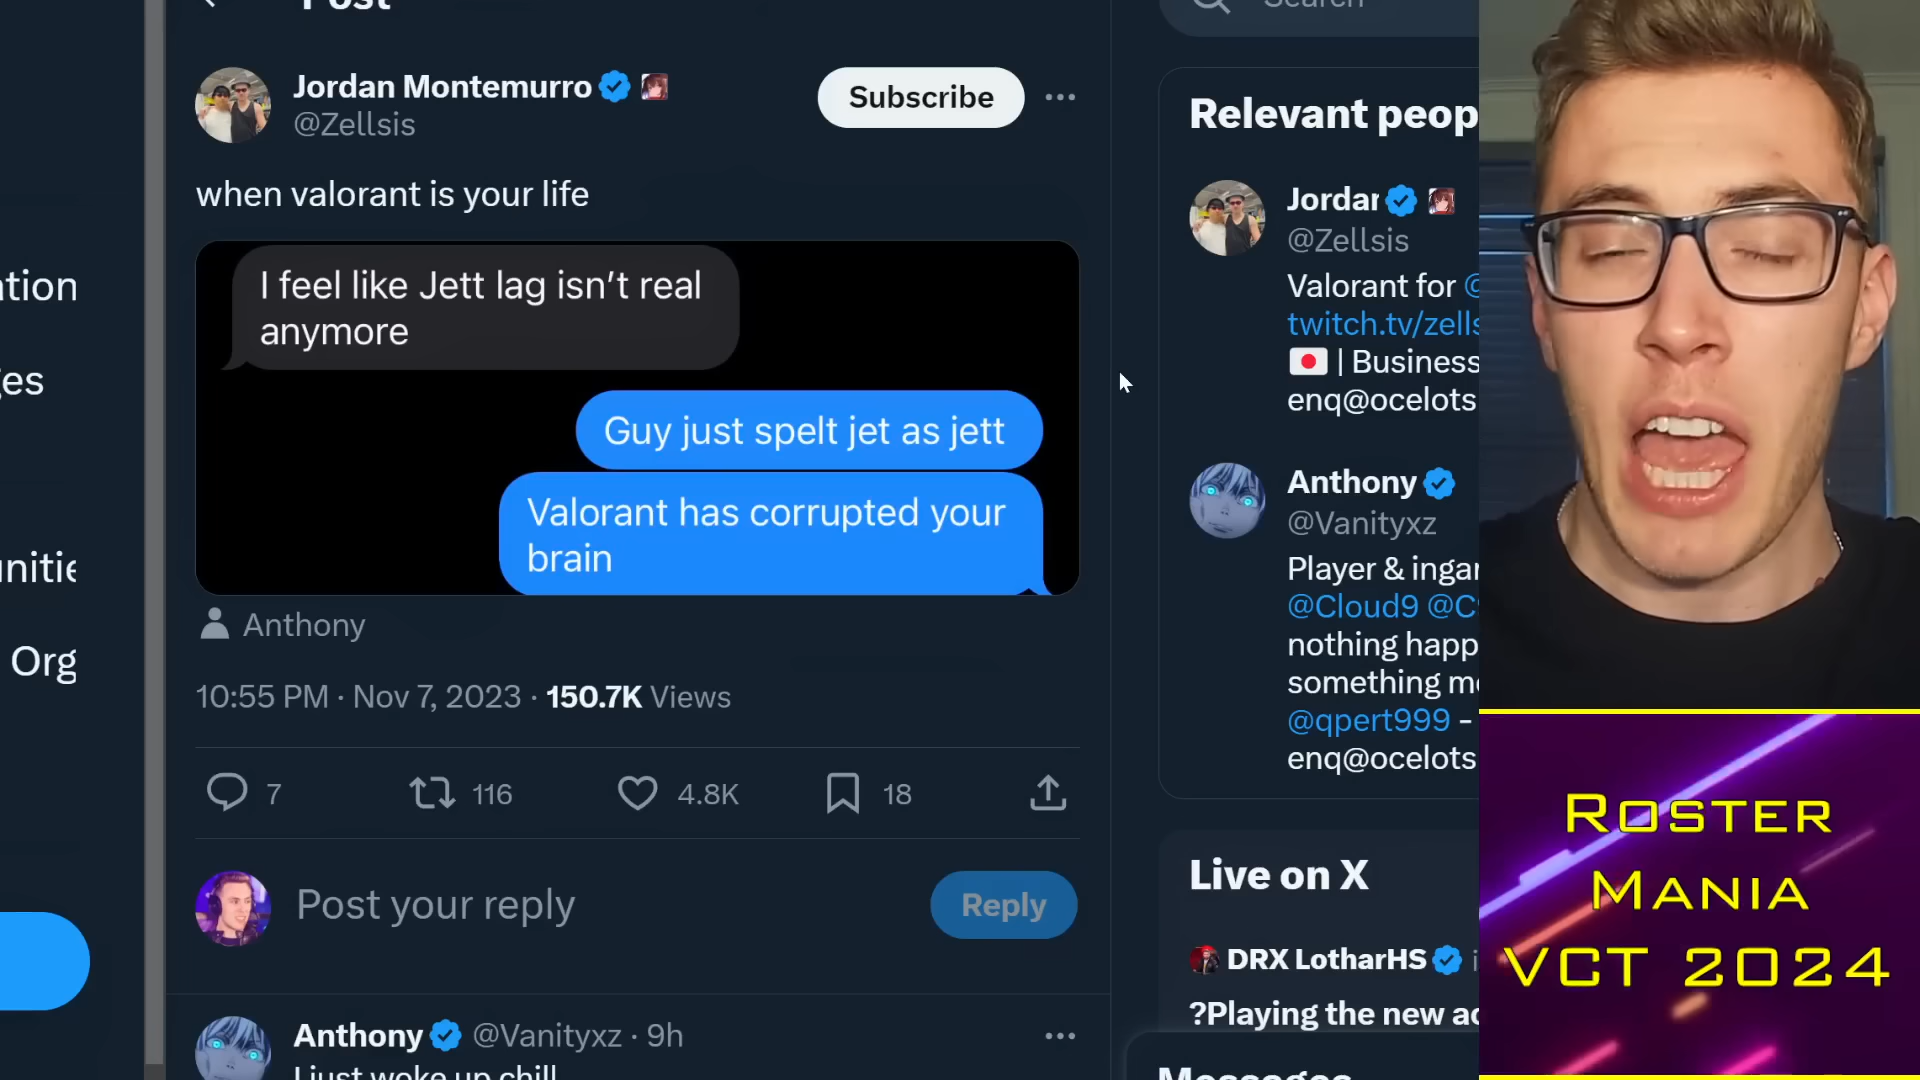 Post
Search
Jordan Montemurro
@Zellsis
Subscribe
when valorant is your life
I feel like Jett lag isn't real
anymore
Guy just spelt jet as jett
Valorant has corrupted your
brain
Anthony
10:55 PM · Nov 7, 2023 · 150.7K Views
7
116
4.8K
18
Post your reply
Reply
Anthony @Vanityxz · 9h
I just woke up chill
ation
es
unitie
Org
Relevant peop
Jordar
@Zellsis
Valorant for @
twitch.tv/zells
| Business
enq@ocelots
Anthony
@Vanityxz
Player & ingar
@Cloud9 @C
nothing happ
something m
@qpert999 -
enq@ocelots
Live on X
DRX LotharHS i
?Playing the new a
Messages
Roster
Mania
VCT 2024